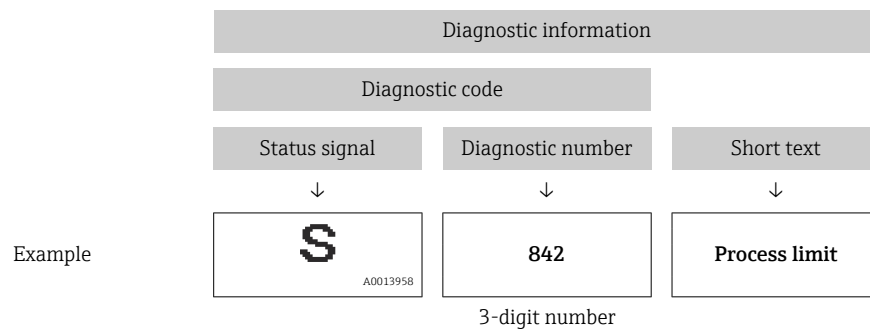 Diagnostic information
Diagnostic code
Status signal Diagnostic number Short text
↓ ↓ ↓
Example S 842 Process limit
A0013958
3-digit number